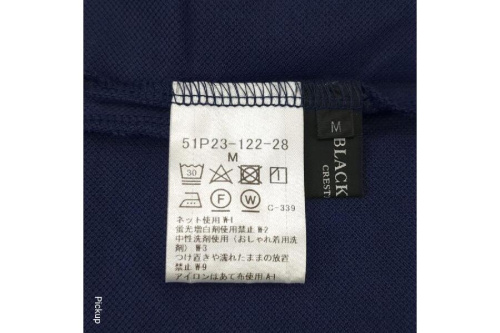 51P23-122-28
M
30
F
W
C-339
ネット使用 W-1
蛍光増白剤使用禁止 W-2
中性洗剤使用（おしゃれ着用洗
剤） W-3
つけ置きや濡れたままの放置
禁止 W-9
アイロンはあて布使用 A-1
M
BLACK
CREST
Pickup